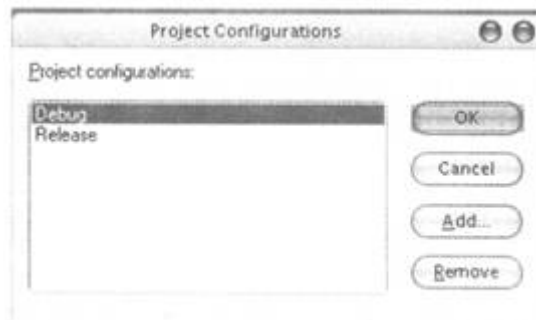 Project Configurations
Project configurations:
Debug
Release
OK
Cancel
Add...
Remove